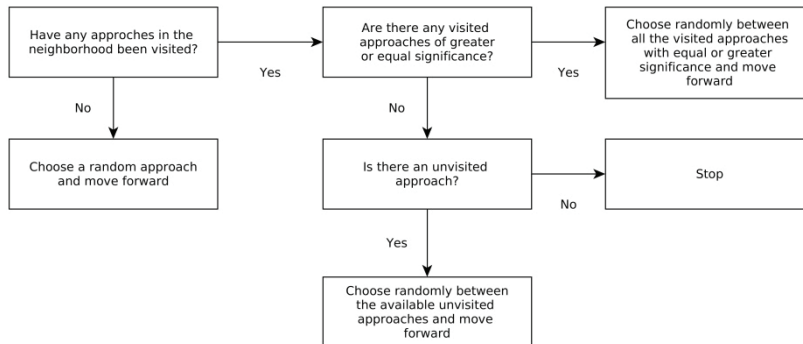 Have any approches in the
neighborhood been visited?
Yes
Are there any visited
approaches of greater
or equal significance?
Yes
Choose randomly between
all the visited approaches
with equal or greater
significance and move
forward
No
No
Choose a random approach
and move forward
Is there an unvisited
approach?
No
Stop
Yes
Choose randomly between
the available unvisited
approaches and move
forward